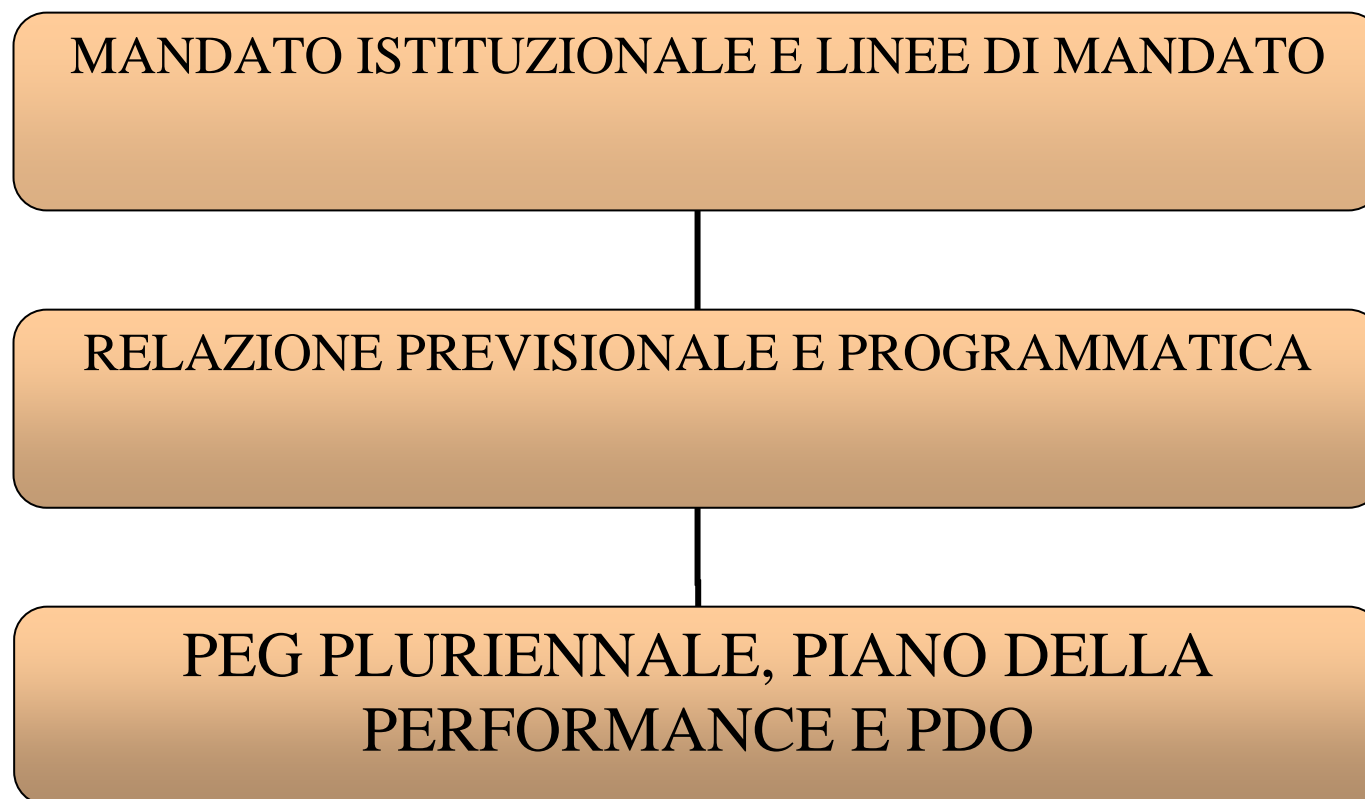 MANDATO ISTITUZIONALE E LINEE DI MANDATO
RELAZIONE PREVISIONALE E PROGRAMMATICA
PEG PLURIENNALE, PIANO DELLA
PERFORMANCE E PDO